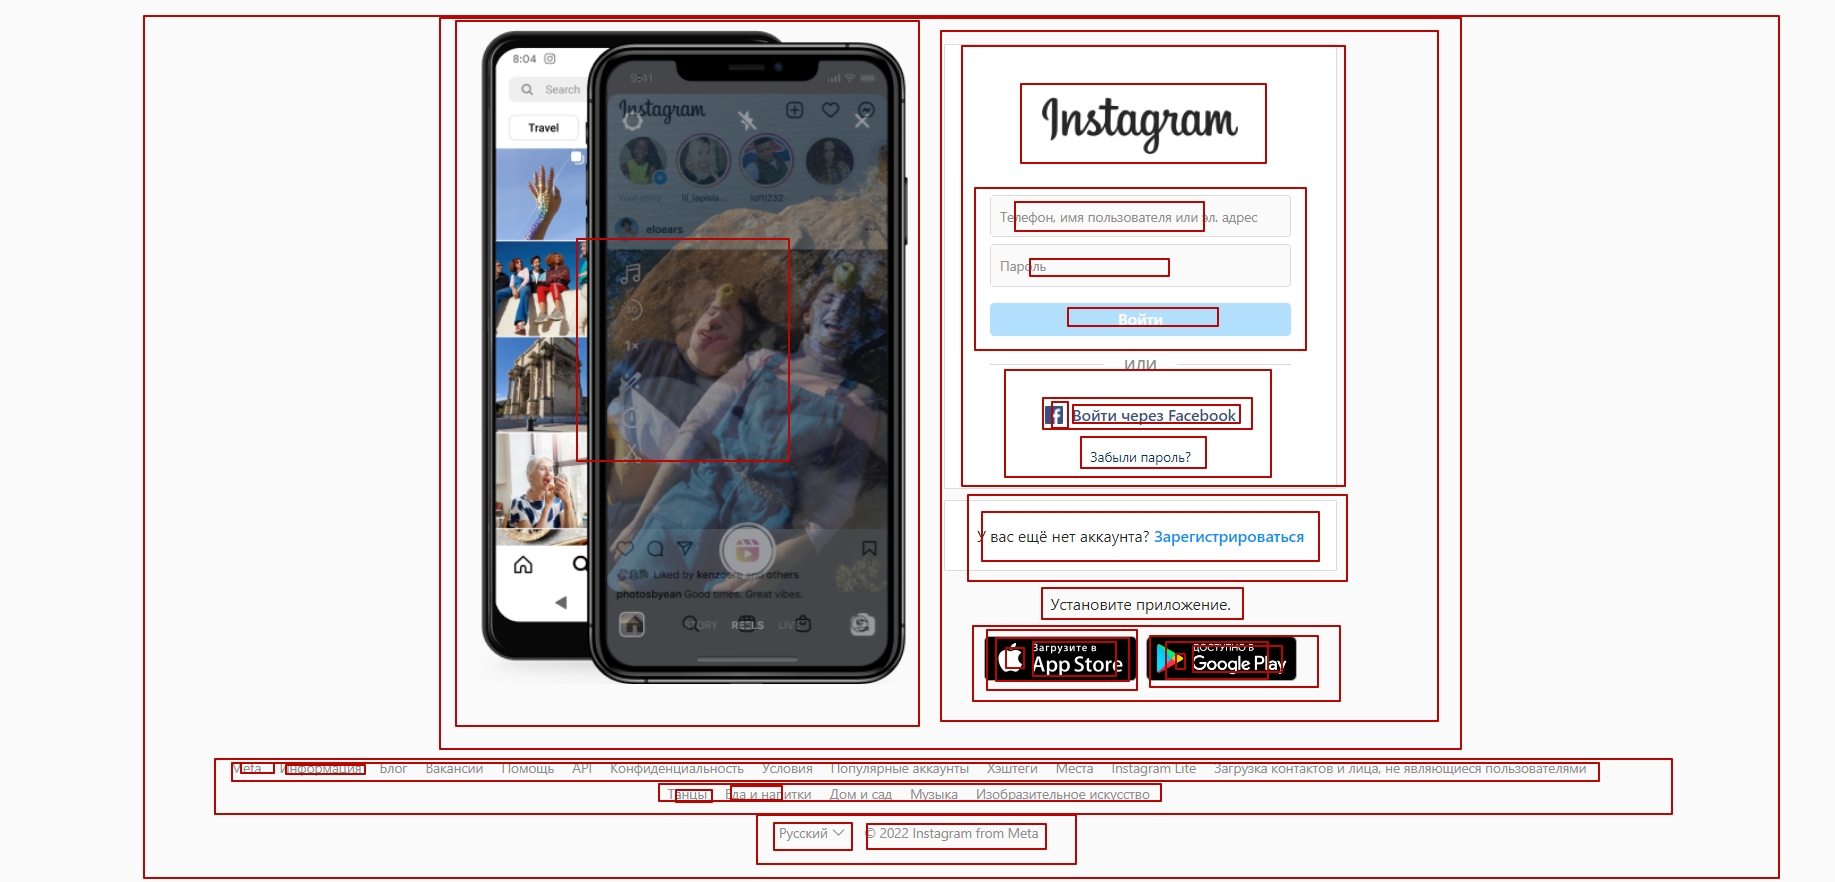 8:04
Search
Travel
9:41
Instagram
Your story lil_lapisla... lofti232
eloears
1×
Liked by kenzoere and others
photosbyean Good times. Great vibes.
STORY REELS LIVE
Instagram
Телефон, имя пользователя или эл. адрес
Пароль
Войти
ИЛИ
Войти через Facebook
Забыли пароль?
У вас ещё нет аккаунта? Зарегистрироваться
Установите приложение.
Загрузите в
App Store
ДОСТУПНО В
Google Play
Meta Информация Блог Вакансии Помощь API Конфиденциальность Условия Популярные аккаунты Хэштеги Места Instagram Lite Загрузка контактов и лица, не являющиеся пользователями
Танцы Еда и напитки Дом и сад Музыка Изобразительное искусство
Русский © 2022 Instagram from Meta